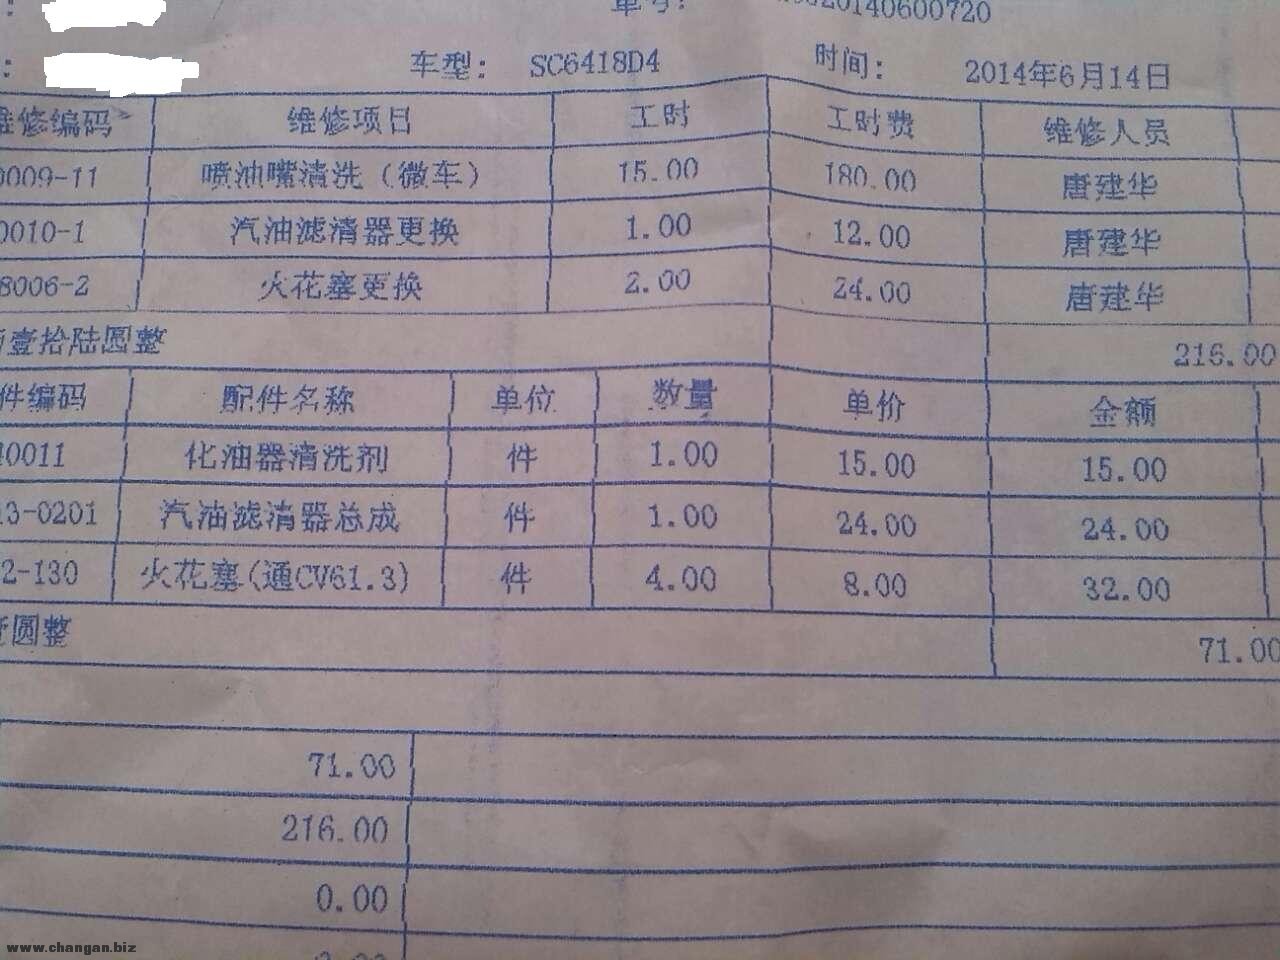 单号: 20140600720
: 车型: SC6418D4 时间: 2014年6月14日
维修编码 维修项目 工时 工时费 维修人员
0009-11 喷油嘴清洗(微车) 15.00 180.00 唐建华
0010-1 汽油滤清器更换 1.00 12.00 唐建华
8006-2 火花塞更换 2.00 24.00 唐建华
壹拾陆圆整 216.00
件编码 配件名称 单位 数量 单价 金额
0011 化油器清洗剂 件 1.00 15.00 15.00
13-0201 汽油滤清器总成 件 1.00 24.00 24.00
2-130 火花塞(通CV61.3) 件 4.00 8.00 32.00
圆整 71.00
71.00
216.00
0.00
www.changan.biz